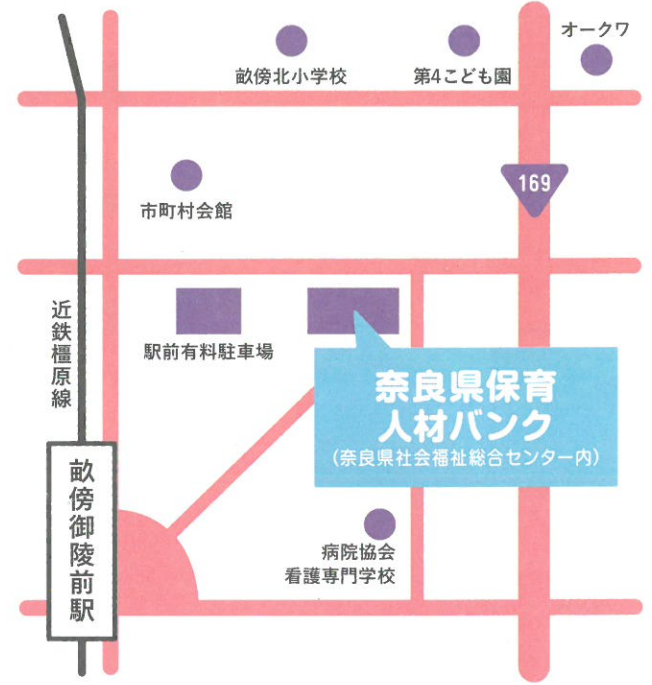 オークワ
畝傍北小学校
第4こども園
169
市町村会館
近鉄橿原線
駅前有料駐車場
奈良県保育
人材バンク
(奈良県社会福祉総合センター内)
畝傍御陵前駅
病院協会
看護専門学校